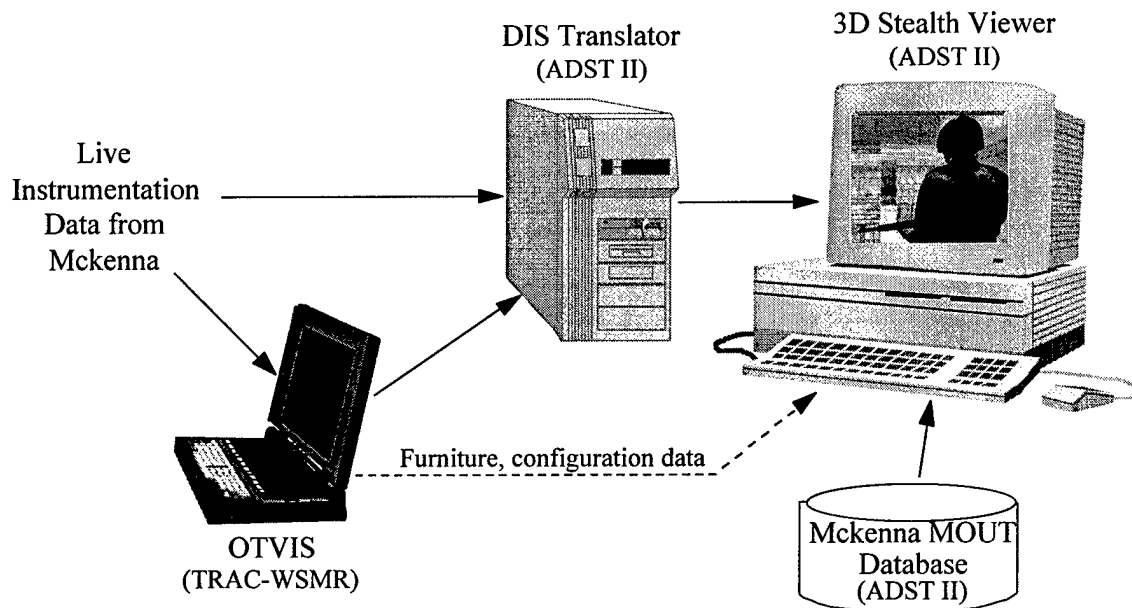 DIS Translator
(ADST II)
3D Stealth Viewer
(ADST II)
Live
Instrumentation
Data from
Mckenna
Furniture, configuration data
OTVIS
(TRAC-WSMR)
Mckenna MOUT
Database
(ADST II)